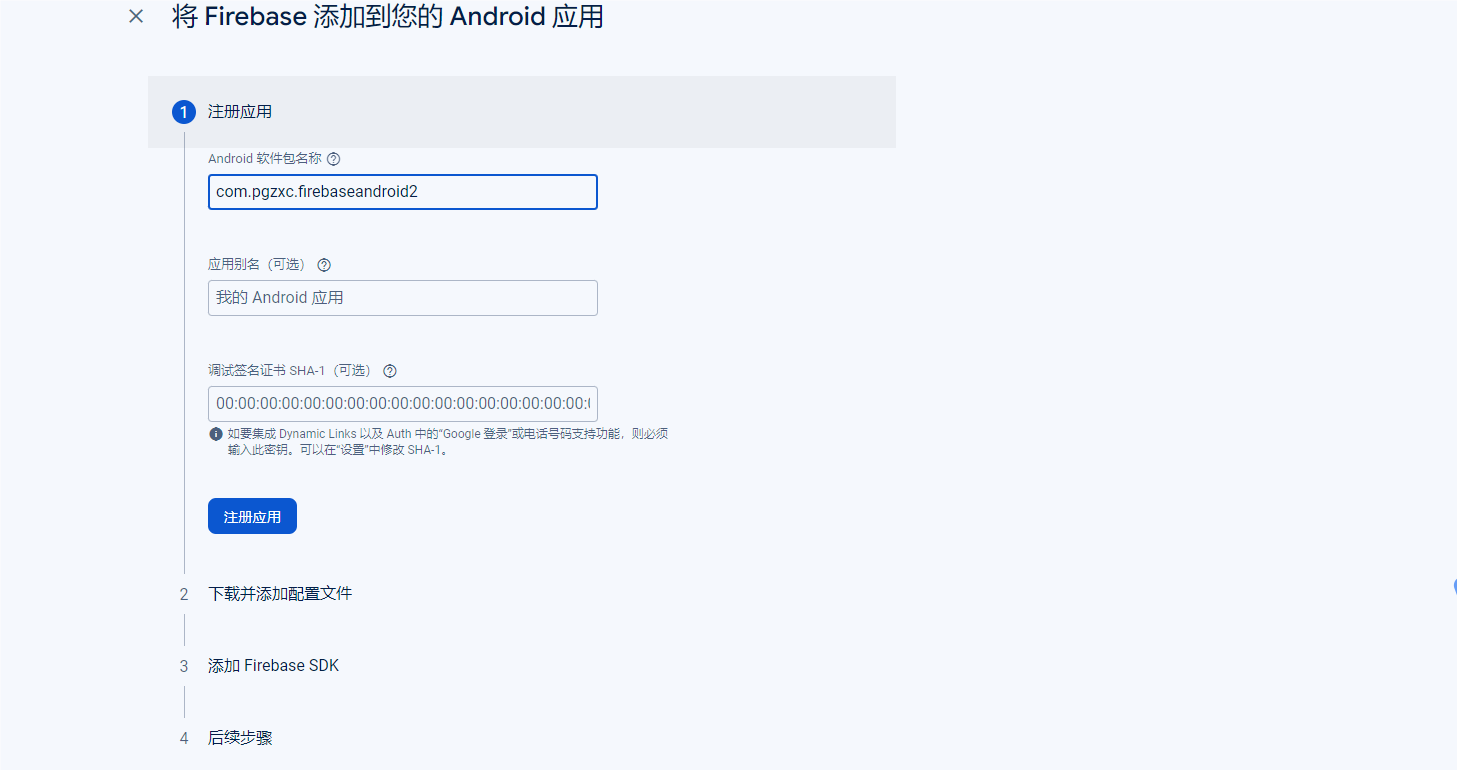 将 Firebase 添加到您的 Android 应用
1 注册应用
Android 软件包名称
com.pgzxc.firebaseandroid2
应用别名（可选）
我的 Android 应用
调试签名证书 SHA-1（可选）
00:00:00:00:00:00:00:00:00:00:00:00:00:00:00:00:00:
如要集成 Dynamic Links 以及 Auth 中的“Google 登录”或电话号码支持功能，则必须
输入此密钥。可以在“设置”中修改 SHA-1。
注册应用
2 下载并添加配置文件
3 添加 Firebase SDK
4 后续步骤